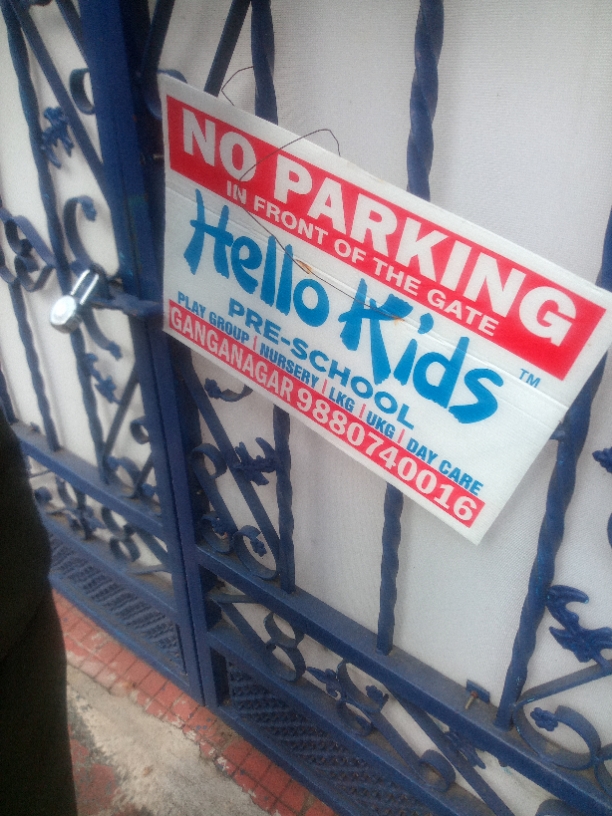 NO PARKING
IN FRONT OF THE GATE
Hello Kids TM
PRE-SCHOOL
PLAY GROUP | NURSERY | LKG | UKG | DAY CARE
GANGANAGAR 9880740016